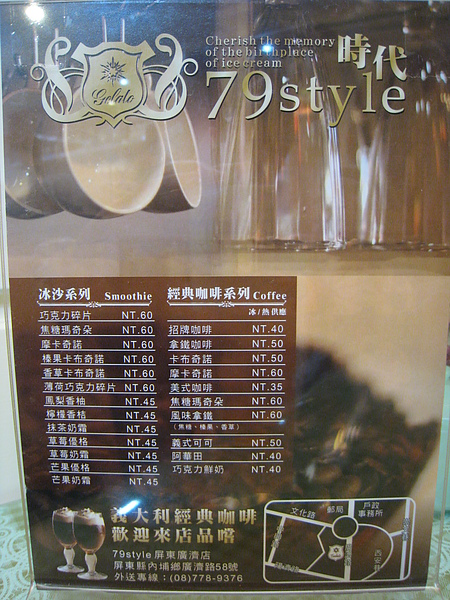 Gelato
Cherish the memory
of the birthplace
of ice cream
時代
79style
冰沙系列 Smoothie
巧克力碎片 NT.60
焦糖瑪奇朵 NT.60
摩卡奇諾 NT.60
榛果卡布奇諾 NT.60
香草卡布奇諾 NT.60
薄荷巧克力碎片 NT.60
鳳梨香柚 NT.45
檸檬香桔 NT.45
抹茶奶霜 NT.45
草莓優格 NT.45
草莓奶霜 NT.45
芒果優格 NT.45
芒果奶霜 NT.45
經典咖啡系列 Coffee
冰/熱 供應
招牌咖啡 NT.40
拿鐵咖啡 NT.50
卡布奇諾 NT.50
摩卡奇諾 NT.60
美式咖啡 NT.35
焦糖瑪奇朵 NT.60
風味拿鐵 NT.60
(焦糖、榛果、香草)
義式可可 NT.50
阿華田 NT.40
巧克力鮮奶 NT.40
義大利經典咖啡
歡迎來店品嚐
79style屏東廣濟店
屏東縣內埔鄉廣濟路58號
外送專線：(08)778-9376
文化路
郵局
戶政
事務所
西安街